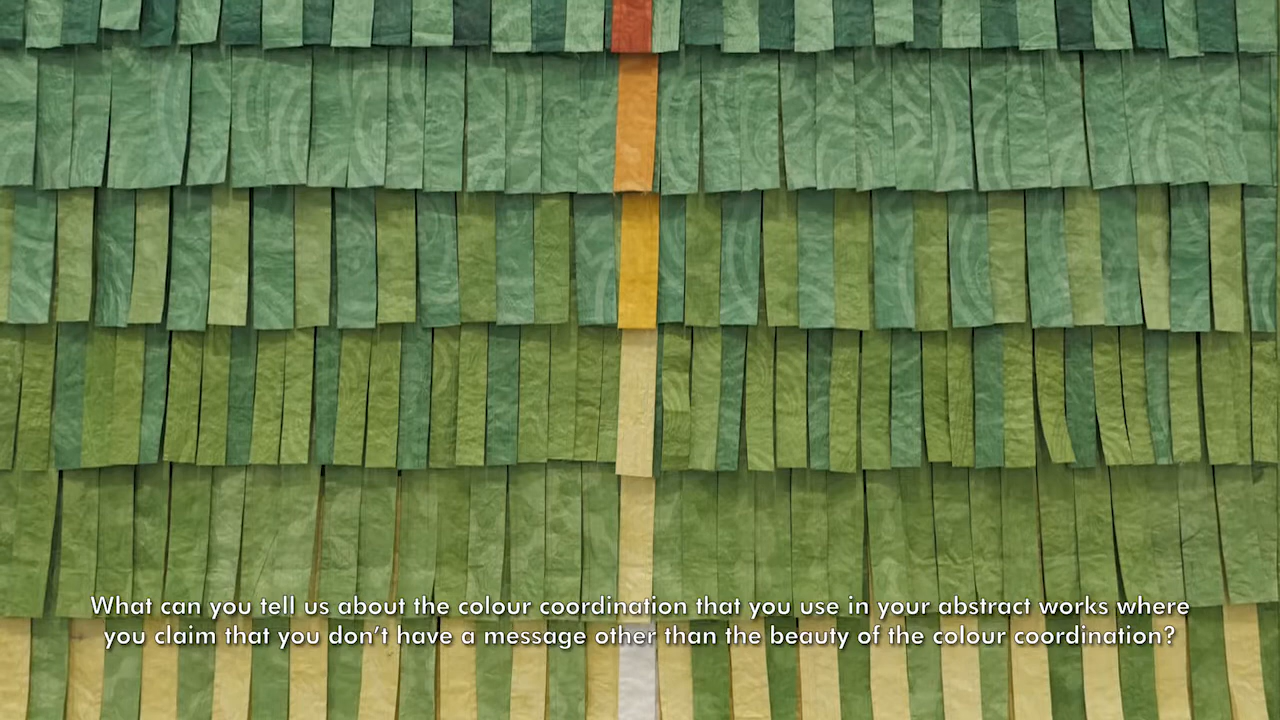 What can you tell us about the colour coordination that you use in your abstract works where
you claim that you don't have a message other than the beauty of the colour coordination?